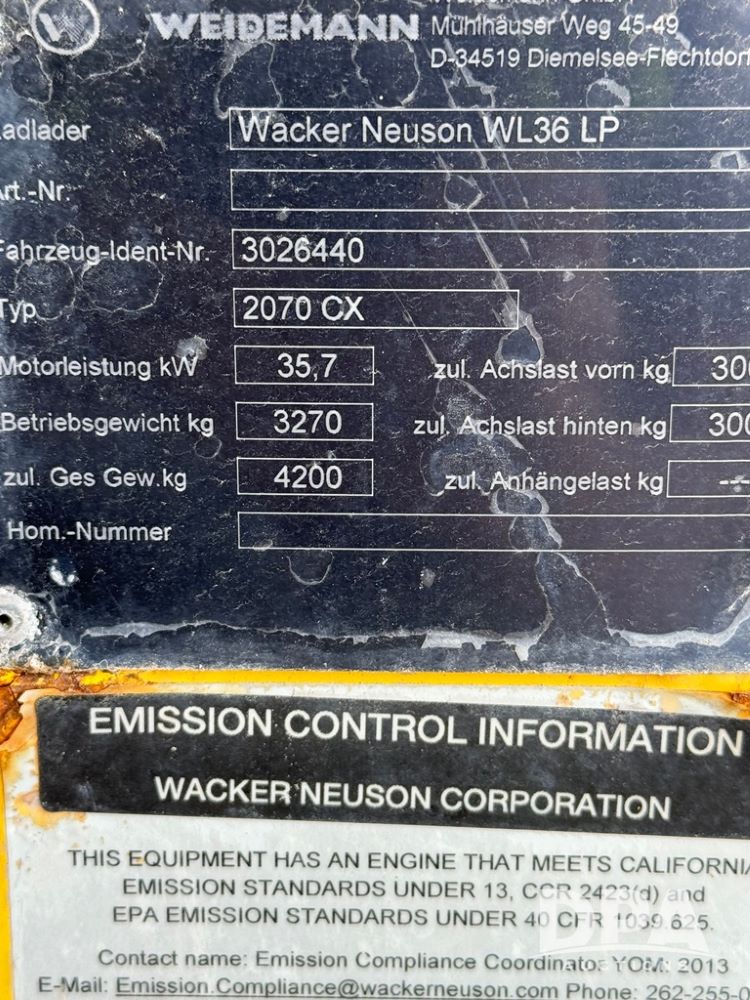 WEIDEMANN
Mühlhäuser Weg 45-49
D-34519 Diemelsee-Flechtdorf
adlader
Wacker Neuson WL36 LP
rt.-Nr.
Fahrzeug-Ident-Nr. 3026440
Typ 2070 CX
Motorleistung kW 35,7 zul. Achslast vorn kg 300
Betriebsgewicht kg 3270 zul. Achslast hinten kg 300
zul. Ges Gew.kg 4200 zul. Anhängelast kg ---
Hom.-Nummer
EMISSION CONTROL INFORMATION
WACKER NEUSON CORPORATION
THIS EQUIPMENT HAS AN ENGINE THAT MEETS CALIFORNIA
EMISSION STANDARDS UNDER 13, CCR 2423(d) and
EPA EMISSION STANDARDS UNDER 40 CFR 1039.625.
Contact name: Emission Compliance Coordinator YOM: 2013
E-Mail: Emission.Compliance@wackerneuson.com Phone: 262-255-0